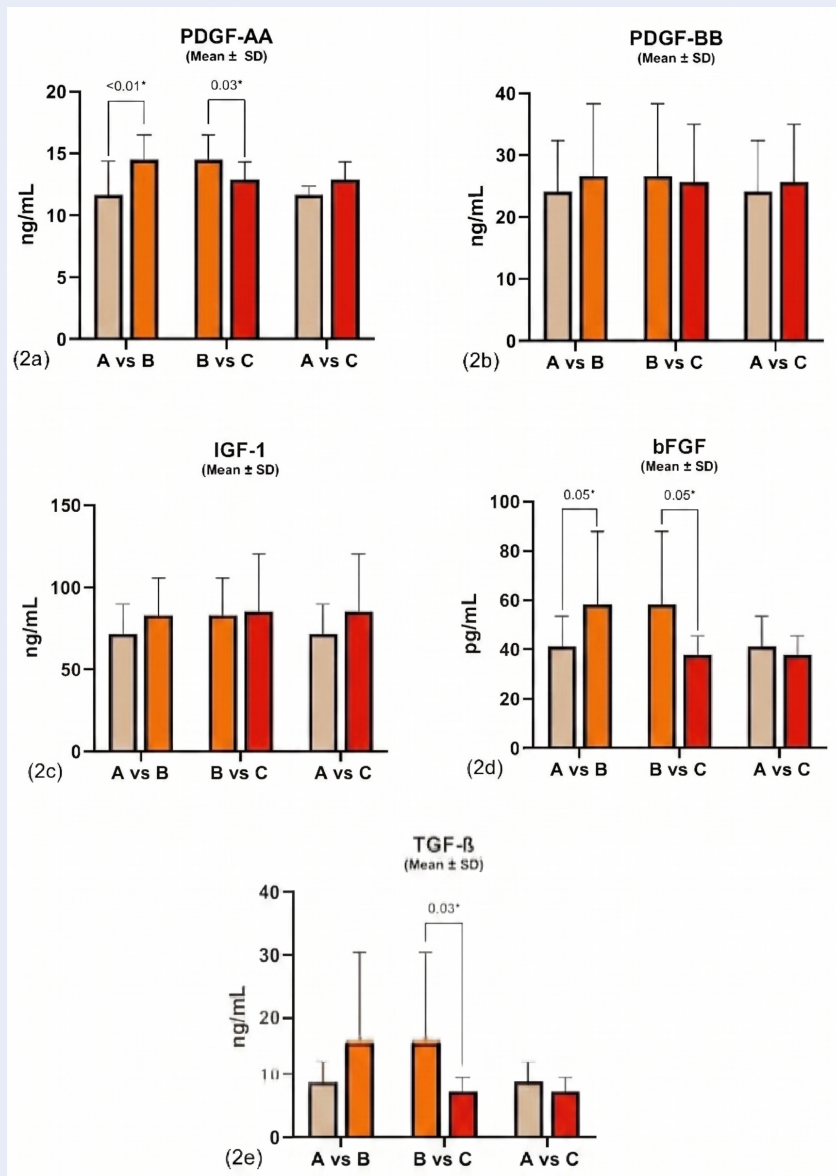 PDGF-AA
(Mean ± SD)
<0.01*
0.03*
20
15
10
5
0
ng/mL
A vs B
B vs C
A vs C
(2a)
PDGF-BB
(Mean ± SD)
40
30
20
10
0
ng/mL
A vs B
B vs C
A vs C
(2b)
IGF-1
(Mean ± SD)
150
100
50
0
ng/mL
A vs B
B vs C
A vs C
(2c)
bFGF
(Mean ± SD)
0.05*
0.05*
100
80
60
40
20
0
pg/mL
A vs B
B vs C
A vs C
(2d)
TGF-ß
(Mean ± SD)
0.03*
40
30
20
10
0
ng/mL
A vs B
B vs C
A vs C
(2e)